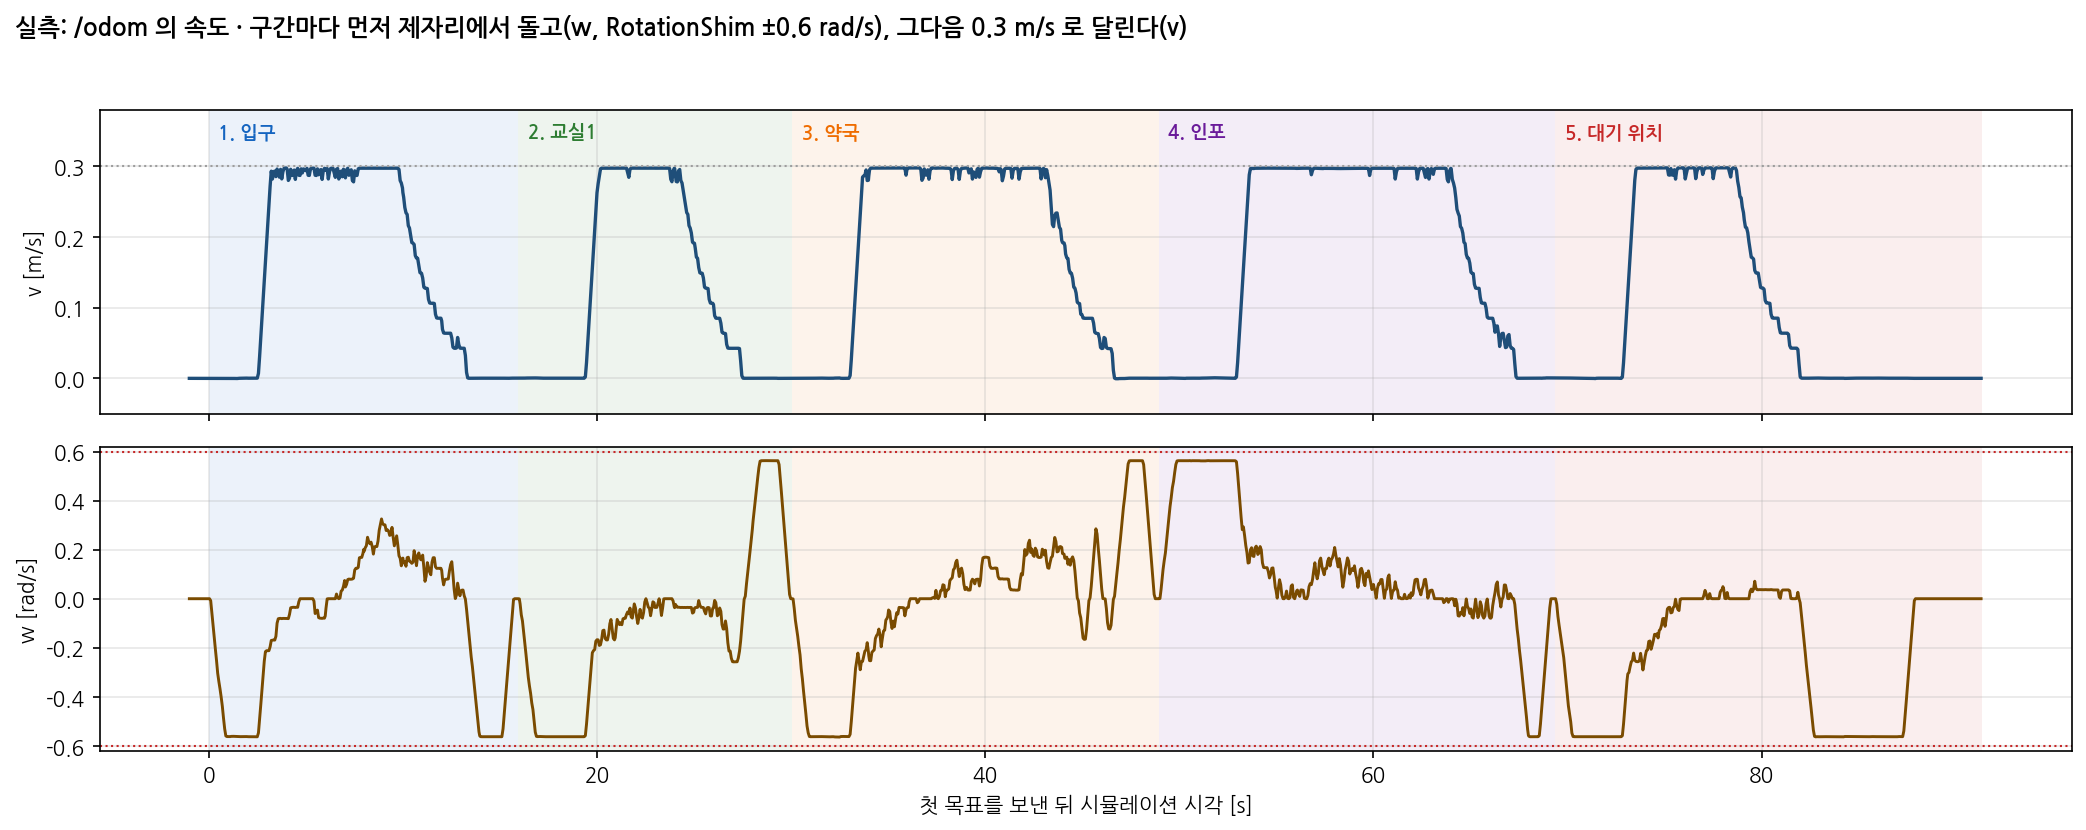 실측: /odom 의 속도 · 구간마다 먼저 제자리에서 돌고(w, RotationShim ±0.6 rad/s), 그다음 0.3 m/s 로 달린다(v)
1. 입구
2. 교실1
3. 약국
4. 인포
5. 대기 위치
v [m/s]
0.3
0.2
0.1
0.0
w [rad/s]
0.6
0.4
0.2
0.0
-0.2
-0.4
-0.6
0 20 40 60 80
첫 목표를 보낸 뒤 시뮬레이션 시각 [s]